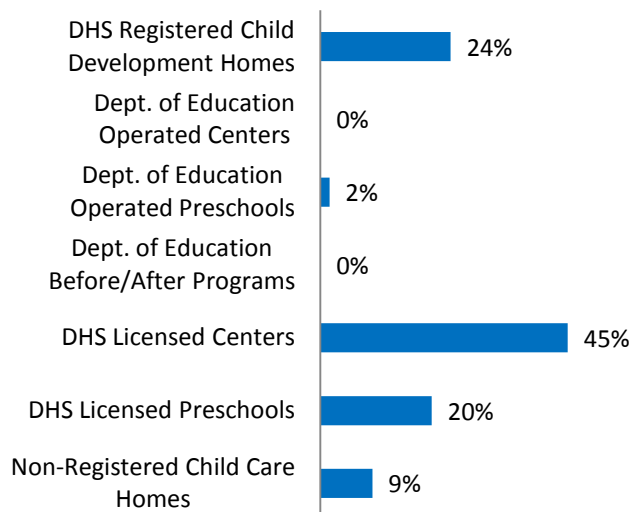 DHS Registered Child
Development Homes
24%
Dept. of Education
Operated Centers
0%
Dept. of Education
Operated Preschools
2%
Dept. of Education
Before/After Programs
0%
DHS Licensed Centers
45%
DHS Licensed Preschools
20%
Non-Registered Child Care
Homes
9%